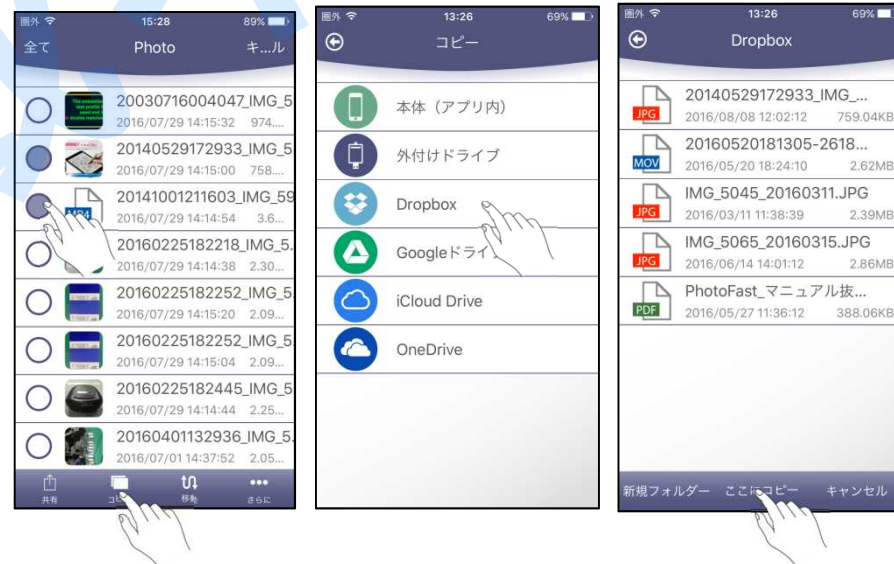 圏外 15:28 89%
全て Photo キ...ル
20030716004047_IMG_5
2016/07/29 14:15:32 974....
20140529172933_IMG_5
2016/07/29 14:15:00 758....
20141001211603_IMG_59
2016/07/29 14:14:54 3.6...
20160225182218_IMG_5.
2016/07/29 14:14:38 2.30...
20160225182252_IMG_5
2016/07/29 14:15:20 2.09...
20160225182252_IMG_5
2016/07/29 14:15:04 2.09...
20160225182445_IMG_5
2016/07/29 14:14:44 2.25...
20160401132936_IMG_5.
2016/07/01 14:37:52 2.05...
共有 移動 さらに
圏外 13:26 69%
コピー
本体（アプリ内）
外付けドライブ
Dropbox
Googleドライ
iCloud Drive
OneDrive
圏外 13:26 69%
Dropbox
JPG
20140529172933_IMG_...
2016/08/08 12:02:12 759.04KB
MOV
20160520181305-2618...
2016/05/20 18:24:10 2.62MB
JPG
IMG_5045_20160311.JPG
2016/03/11 11:38:39 2.39MB
JPG
IMG_5065_20160315.JPG
2016/06/14 14:01:12 2.86MB
PDF
PhotoFast_マニュアル抜...
2016/05/27 11:36:12 388.06KB
新規フォルダー ここにコピー キャンセル